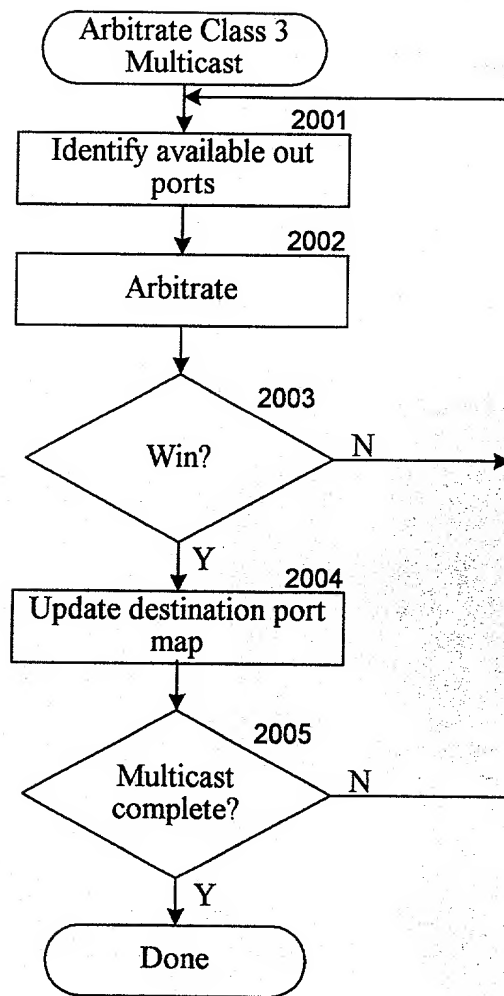 Arbitrate Class 3
Multicast
2001
Identify available out
ports
2002
Arbitrate
2003
Win?
N
Y
2004
Update destination port
map
2005
Multicast
complete?
N
Y
Done